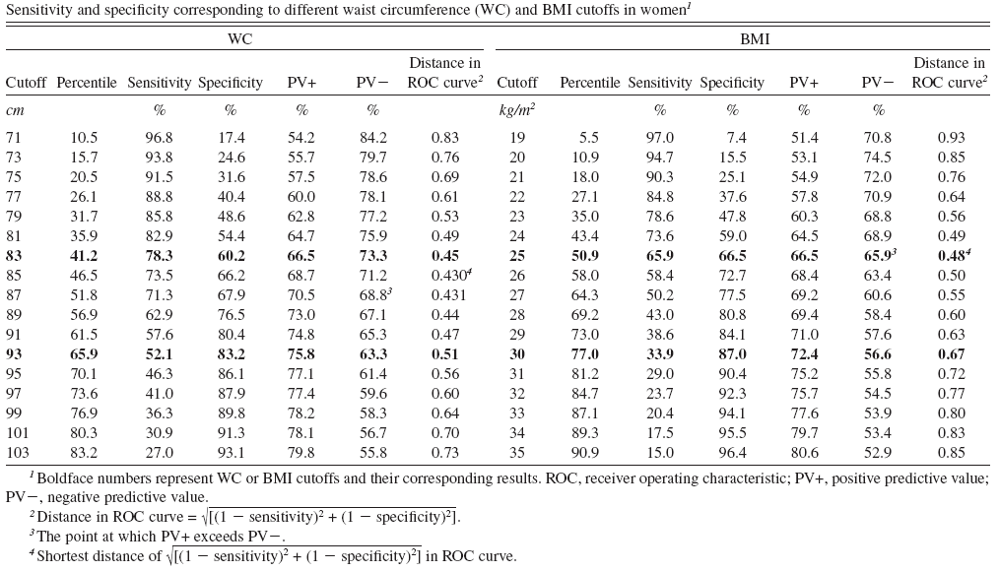 Sensitivity and specificity corresponding to different waist circumference (WC) and BMI cutoffs in women¹
WC BMI
Distance in Distance in
Cutoff Percentile Sensitivity Specificity PV+ PV− ROC curve² Cutoff Percentile Sensitivity Specificity PV+ PV− ROC curve²
cm % % % % kg/m² % % % %
71 10.5 96.8 17.4 54.2 84.2 0.83 19 5.5 97.0 7.4 51.4 70.8 0.93
73 15.7 93.8 24.6 55.7 79.7 0.76 20 10.9 94.7 15.5 53.1 74.5 0.85
75 20.5 91.5 31.6 57.5 78.6 0.69 21 18.0 90.3 25.1 54.9 72.0 0.76
77 26.1 88.8 40.4 60.0 78.1 0.61 22 27.1 84.8 37.6 57.8 70.9 0.64
79 31.7 85.8 48.6 62.8 77.2 0.53 23 35.0 78.6 47.8 60.3 68.8 0.56
81 35.9 82.9 54.4 64.7 75.9 0.49 24 43.4 73.6 59.0 64.5 68.9 0.49
83 41.2 78.3 60.2 66.5 73.3 0.45 25 50.9 65.9 66.5 66.5 65.9³ 0.48⁴
85 46.5 73.5 66.2 68.7 71.2 0.430⁴ 26 58.0 58.4 72.7 68.4 63.4 0.50
87 51.8 71.3 67.9 70.5 68.8³ 0.431 27 64.3 50.2 77.5 69.2 60.6 0.55
89 56.9 62.9 76.5 73.0 67.1 0.44 28 69.2 43.0 80.8 69.4 58.4 0.60
91 61.5 57.6 80.4 74.8 65.3 0.47 29 73.0 38.6 84.1 71.0 57.6 0.63
93 65.9 52.1 83.2 75.8 63.3 0.51 30 77.0 33.9 87.0 72.4 56.6 0.67
95 70.1 46.3 86.1 77.1 61.4 0.56 31 81.2 29.0 90.4 75.2 55.8 0.72
97 73.6 41.0 87.9 77.4 59.6 0.60 32 84.7 23.7 92.3 75.7 54.5 0.77
99 76.9 36.3 89.8 78.2 58.3 0.64 33 87.1 20.4 94.1 77.6 53.9 0.80
101 80.3 30.9 91.3 78.1 56.7 0.70 34 89.3 17.5 95.5 79.7 53.4 0.83
103 83.2 27.0 93.1 79.8 55.8 0.73 35 90.9 15.0 96.4 80.6 52.9 0.85
¹ Boldface numbers represent WC or BMI cutoffs and their corresponding results. ROC, receiver operating characteristic; PV+, positive predictive value;
PV−, negative predictive value.
² Distance in ROC curve = √[(1 − sensitivity)² + (1 − specificity)²].
³ The point at which PV+ exceeds PV−.
⁴ Shortest distance of √[(1 − sensitivity)² + (1 − specificity)²] in ROC curve.